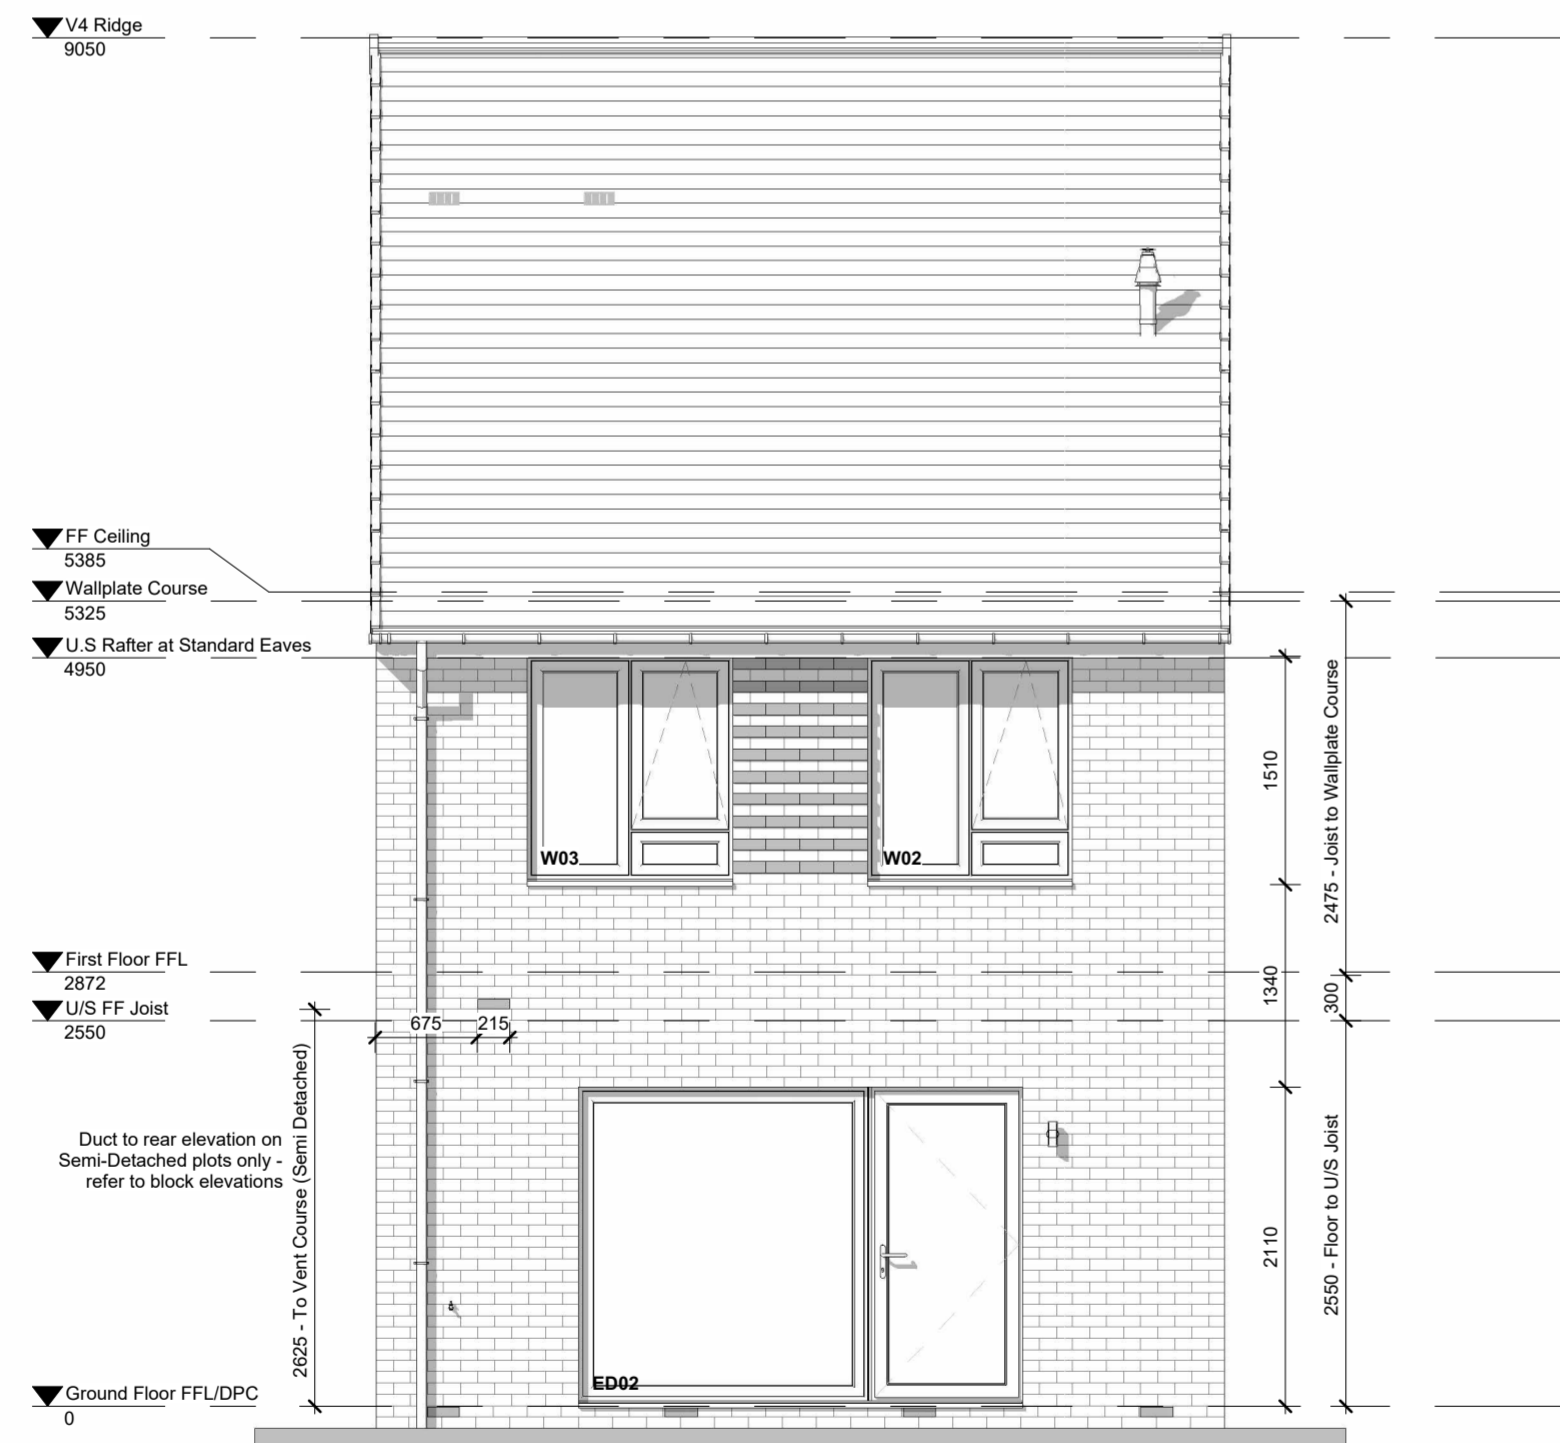 V4 Ridge
9050
FF Ceiling
5385
Wallplate Course
5325
U.S Rafter at Standard Eaves
4950
First Floor FFL
2872
U/S FF Joist
2550
675
215
2625 - To Vent Course (Semi Detached)
Duct to rear elevation on
Semi-Detached plots only -
refer to block elevations
Ground Floor FFL/DPC
0
W03
W02
ED02
1510
1340
2110
2475 - Joist to Wallplate Course
300
2550 - Floor to U/S Joist